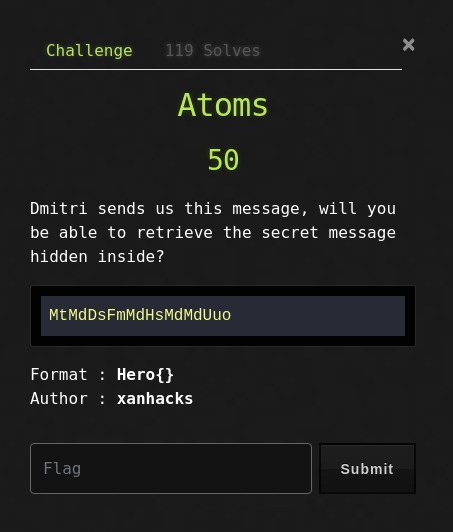 Challenge 119 Solves ×
Atoms
50
Dmitri sends us this message, will you
be able to retrieve the secret message
hidden inside?
MtMdDsFmMdHsMdMdUuo
Format : Hero{}
Author : xanhacks
Flag Submit